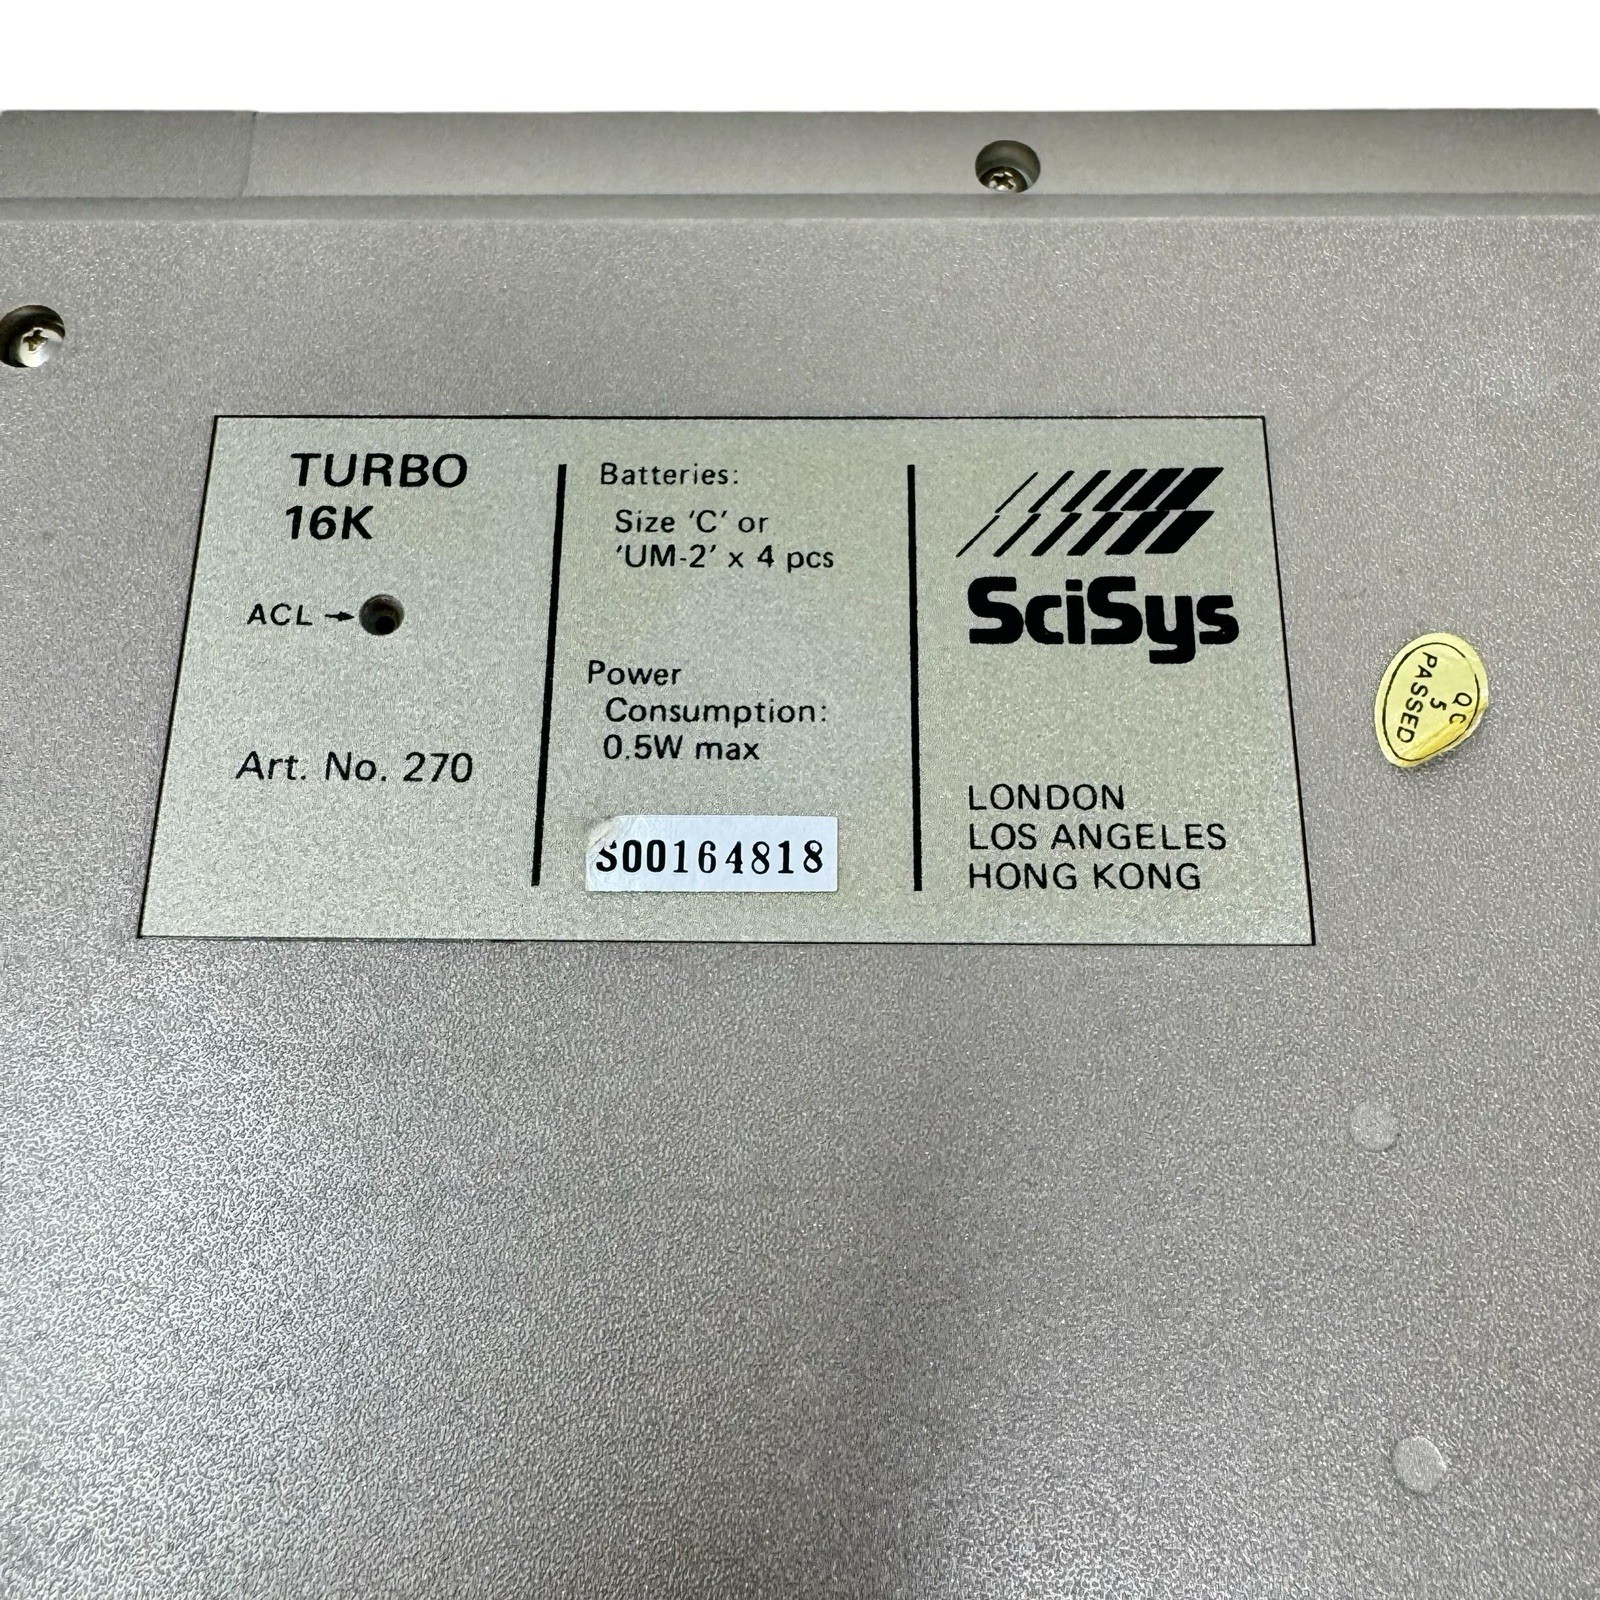 TURBO
16K
ACL →
Art. No. 270
Batteries:
Size 'C' or
'UM-2' x 4 pcs
Power
Consumption:
0.5W max
S00164818
SciSys
LONDON
LOS ANGELES
HONG KONG
QC
5
PASSED